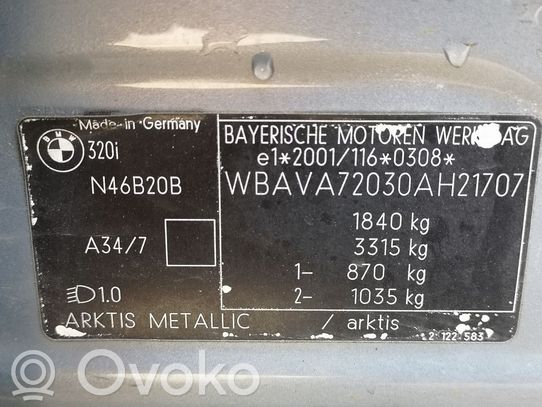 Made in Germany
BMW
320i
N46B20B
A34/7
1.0
ARKTIS METALLIC / arktis
BAYERISCHE MOTOREN WERKE AG
e1*2001/116*0308*
WBAVA72030AH21707
1840 kg
3315 kg
1- 870 kg
2- 1035 kg
2 122 583
Ovoko